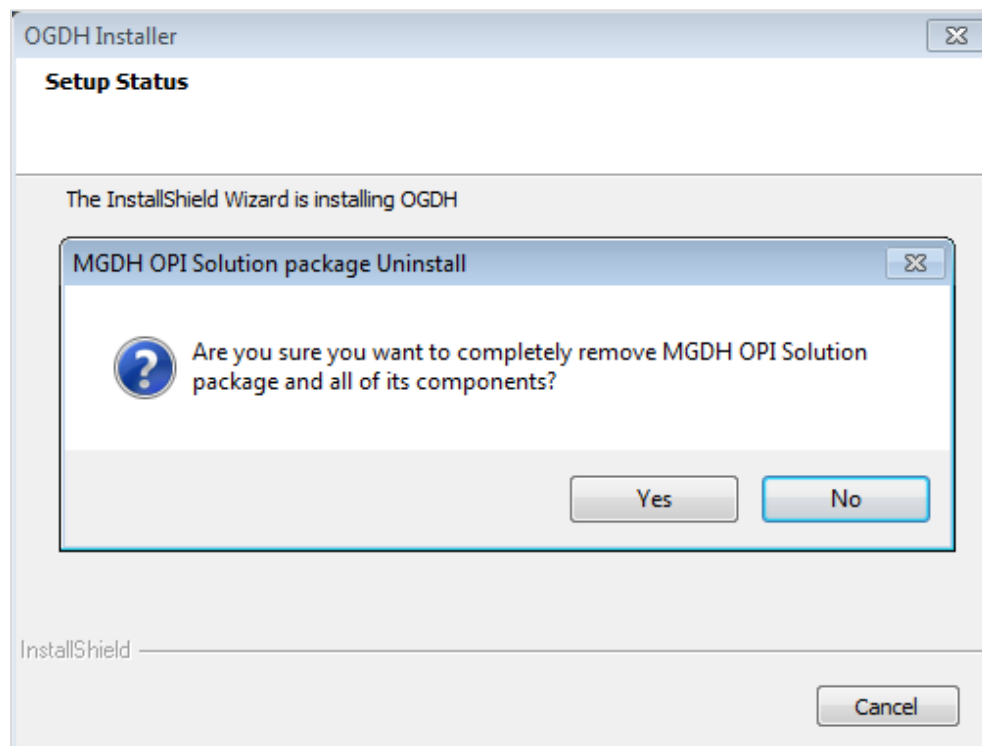 OGDH Installer
Setup Status
The InstallShield Wizard is installing OGDH
MGDH OPI Solution package Uninstall
Are you sure you want to completely remove MGDH OPI Solution
package and all of its components?
Yes No
InstallShield
Cancel